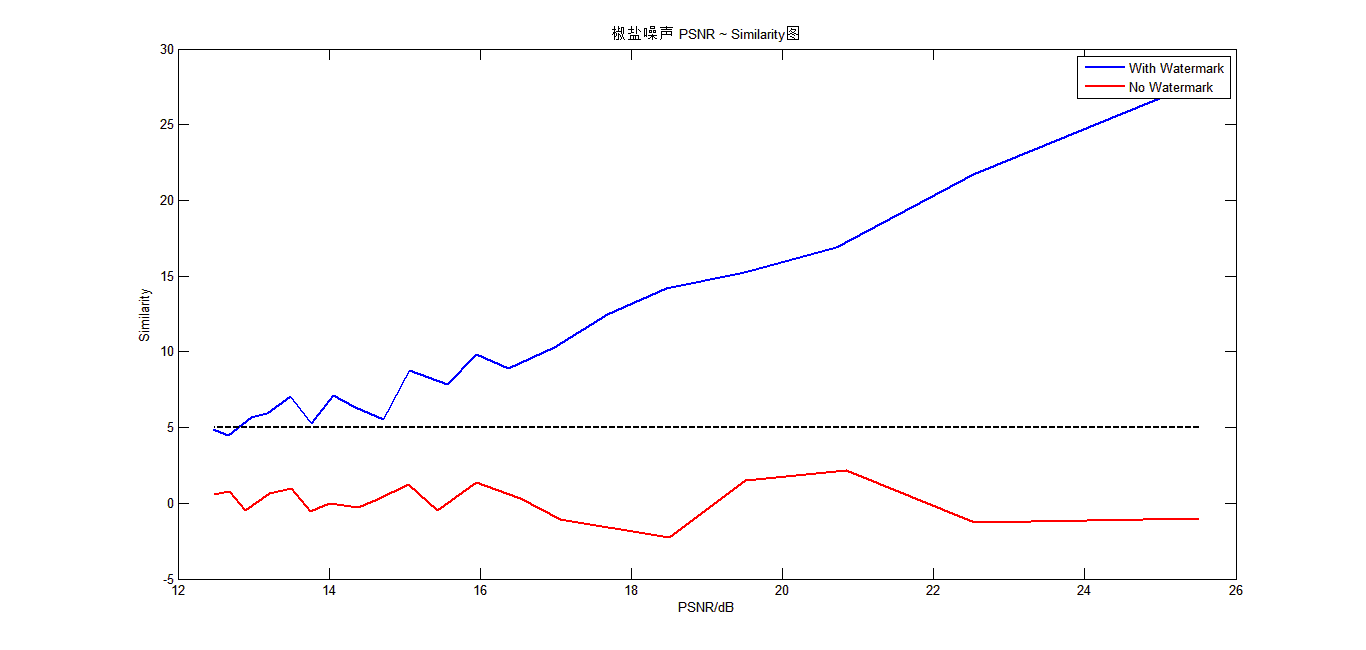 椒盐噪声 PSNR ~ Similarity图
With Watermark
No Watermark
30
25
20
15
10
5
0
-5
Similarity
12 14 16 18 20 22 24 26
PSNR/dB